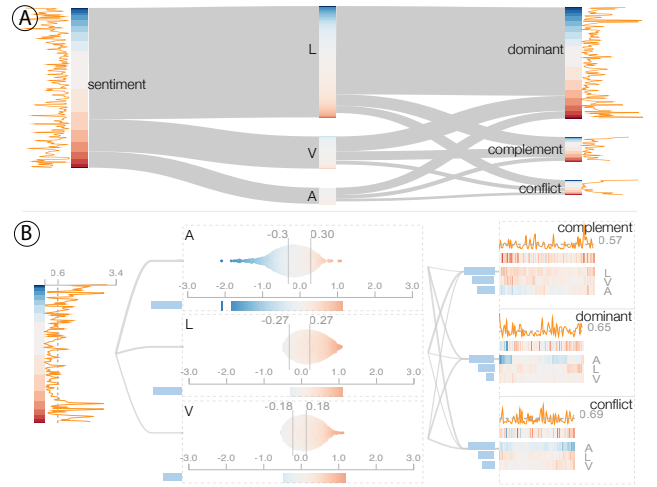 A
sentiment
L
V
A
dominant
complement
conflict
B
0.6
3.4
A
-0.3
0.30
-3.0
-2.0
-1.0
0.0
1.0
2.0
3.0
L
-0.27
0.27
-3.0
-2.0
-1.0
0.0
1.0
2.0
3.0
V
-0.18
0.18
-3.0
-2.0
-1.0
0.0
1.0
2.0
3.0
complement
0.57
L
V
A
dominant
0.65
A
L
V
conflict
0.69
A
L
V